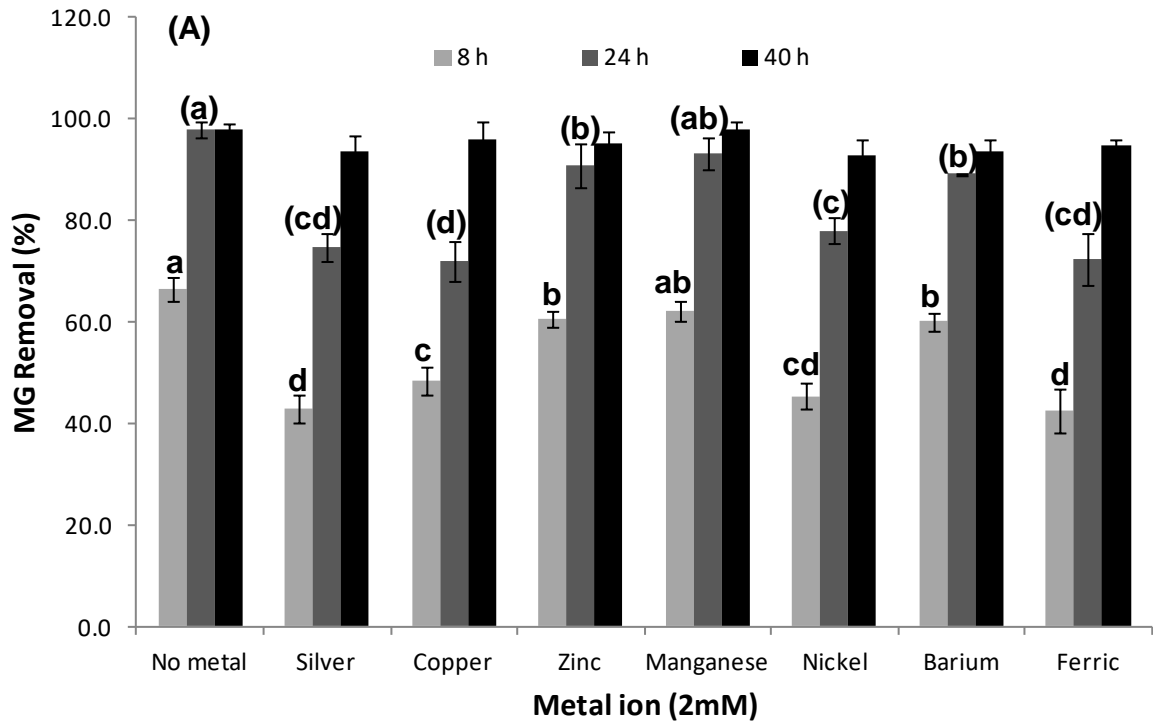 (A)
8 h 24 h 40 h
120.0
100.0
80.0
60.0
40.0
20.0
0.0
MG Removal (%)
a (a)
d (cd)
c (d)
b (b)
ab (ab)
cd (c)
b (b)
d (cd)
No metal Silver Copper Zinc Manganese Nickel Barium Ferric
Metal ion (2mM)